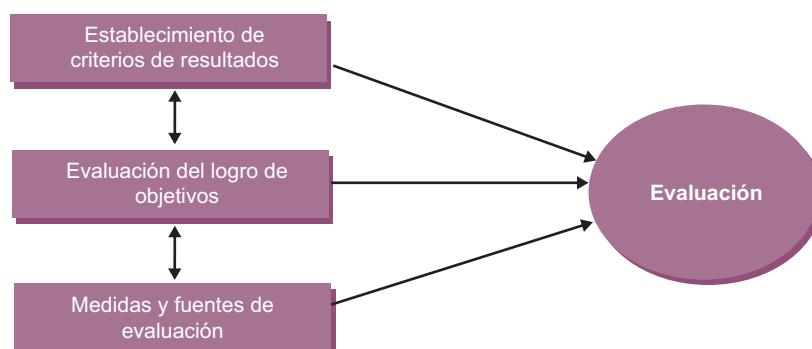 Establecimiento de
criterios de resultados
Evaluación del logro de
objetivos
Evaluación
Medidas y fuentes de
evaluación